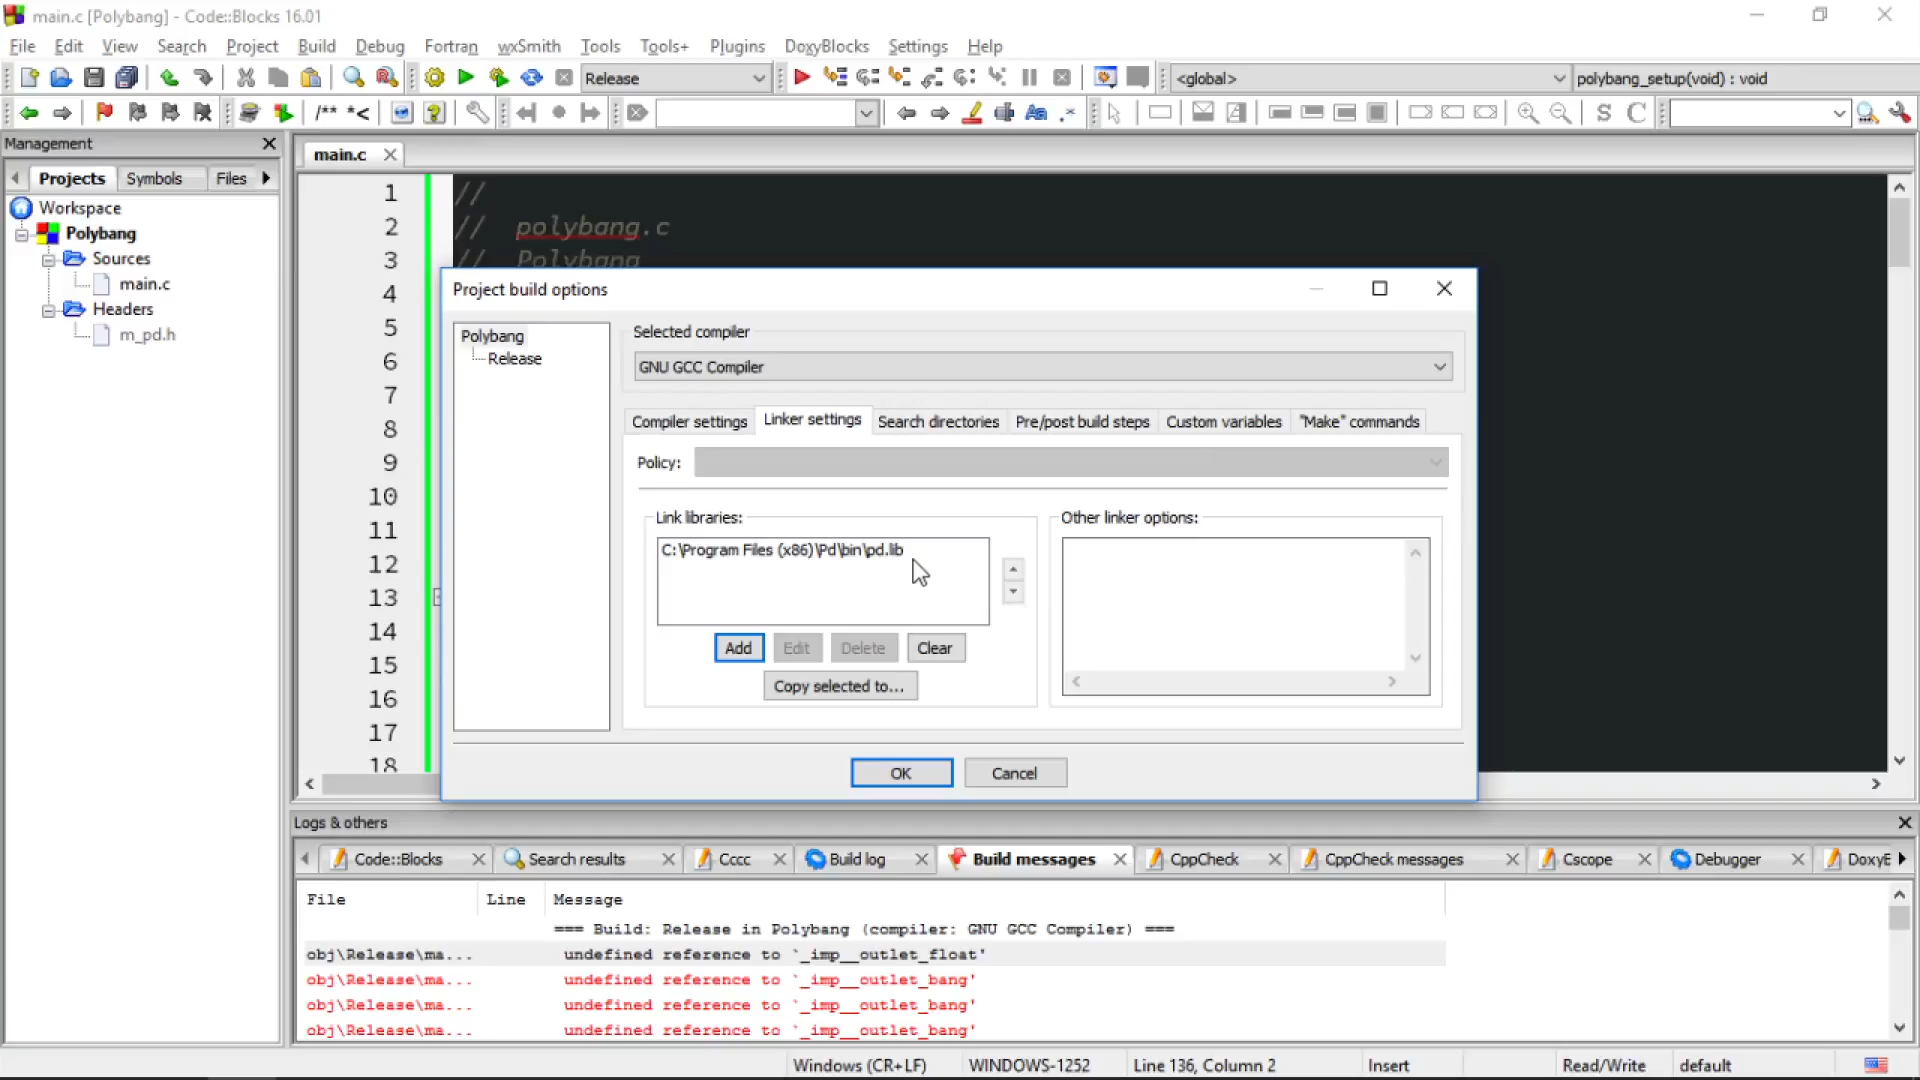 main.c [Polybang] - Code::Blocks 16.01
File Edit View Search Project Build Debug Fortran wxSmith Tools Tools+ Plugins DoxyBlocks Settings Help
Release <global> polybang_setup(void) : void
/** *< Aa .* S C
Management
Projects Symbols Files
main.c
Workspace
Polybang
Sources
main.c
Headers
m_pd.h
1 //
2 // polybang.c
3 // Polybang
4
5
6
7
8
9
10
11
12
13
14
15
16
17
18
Project build options
Polybang
Release
Selected compiler
GNU GCC Compiler
Compiler settings Linker settings Search directories Pre/post build steps Custom variables "Make" commands
Policy:
Link libraries:
C:\Program Files (x86)\Pd\bin\pd.lib
Add Edit Delete Clear
Copy selected to...
Other linker options:
OK Cancel
Logs & others
Code::Blocks Search results Cccc Build log Build messages CppCheck CppCheck messages Cscope Debugger DoxyB
File Line Message
=== Build: Release in Polybang (compiler: GNU GCC Compiler) ===
obj\Release\ma... undefined reference to `_imp__outlet_float'
obj\Release\ma... undefined reference to `_imp__outlet_bang'
obj\Release\ma... undefined reference to `_imp__outlet_bang'
obj\Release\ma... undefined reference to `_imp__outlet_bang'
Windows (CR+LF) WINDOWS-1252 Line 136, Column 2 Insert Read/Write default